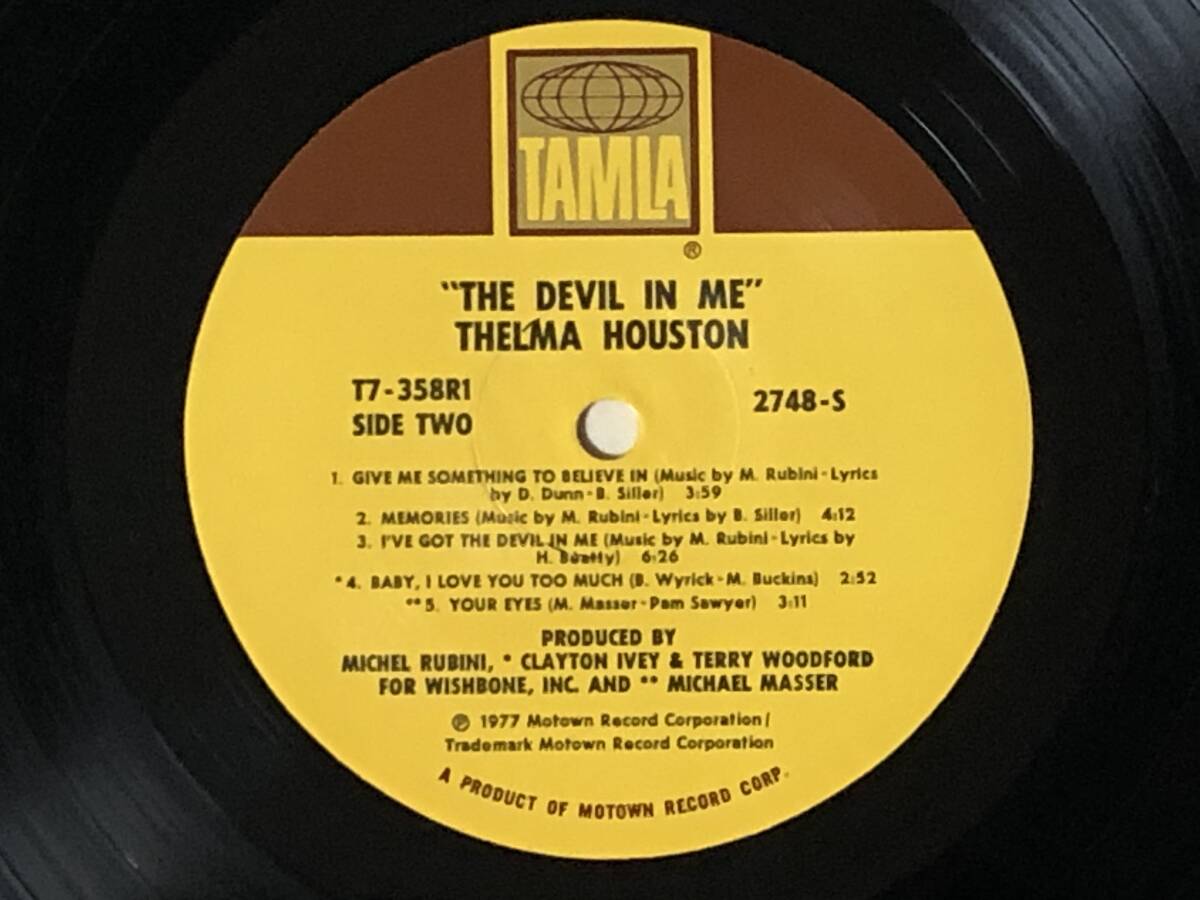 TAMLA
®
"THE DEVIL IN ME"
THELMA HOUSTON
T7-358R1
SIDE TWO
2748-S
1. GIVE ME SOMETHING TO BELIEVE IN (Music by M. Rubini-Lyrics
by D. Dunn-B. Siller) 3:59
2. MEMORIES (Music by M. Rubini-Lyrics by B. Siller) 4:12
3. I'VE GOT THE DEVIL IN ME (Music by M. Rubini-Lyrics by
H. Beatty) 6:26
*4. BABY, I LOVE YOU TOO MUCH (B. Wyrick-M. Buckins) 2:52
**5. YOUR EYES (M. Masser-Pam Sawyer) 3:11
PRODUCED BY
MICHEL RUBINI, * CLAYTON IVEY & TERRY WOODFORD
FOR WISHBONE, INC. AND ** MICHAEL MASSER
℗ 1977 Motown Record Corporation/
Trademark Motown Record Corporation
A PRODUCT OF MOTOWN RECORD CORP.